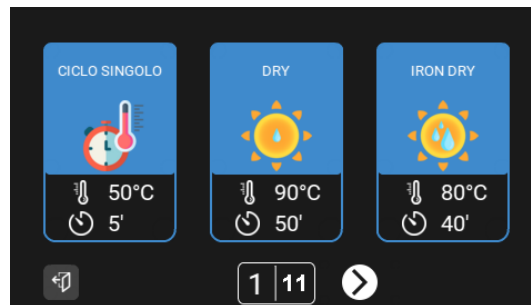 CICLO SINGOLO
50°C
5'
DRY
90°C
50'
IRON DRY
80°C
40'
1 11